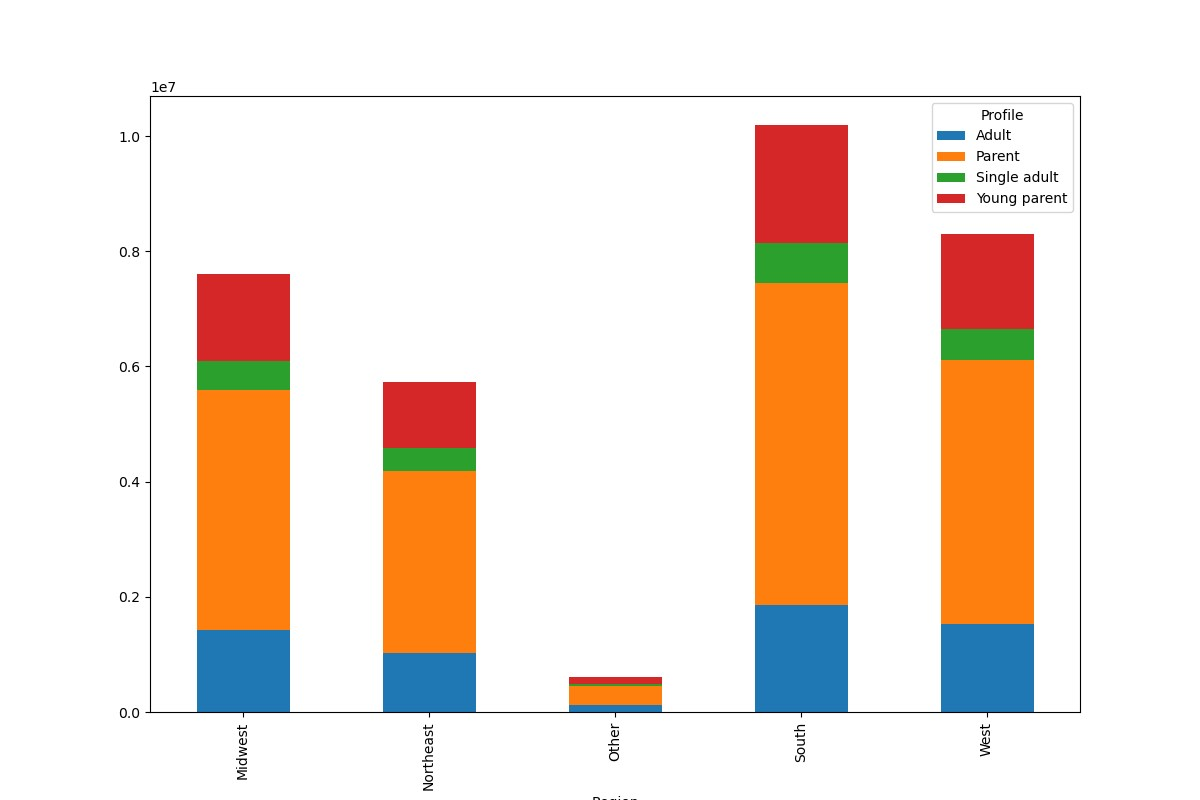 1e7
1.0
0.8
0.6
0.4
0.2
0.0
Profile
Adult
Parent
Single adult
Young parent
Midwest
Northeast
Other
South
West
Region